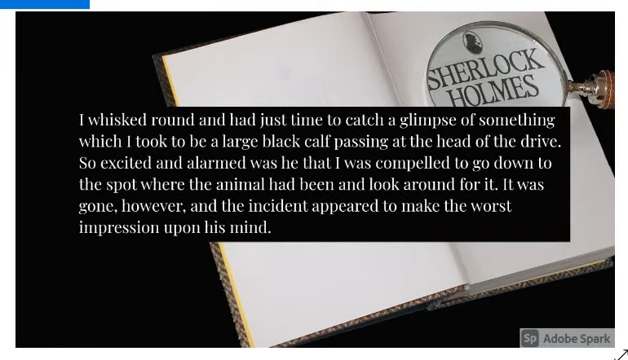 SHERLOCK
HOLMES
I whisked round and had just time to catch a glimpse of something
which I took to be a large black calf passing at the head of the drive.
So excited and alarmed was he that I was compelled to go down to
the spot where the animal had been and look around for it. It was
gone, however, and the incident appeared to make the worst
impression upon his mind.
Sp Adobe Spark